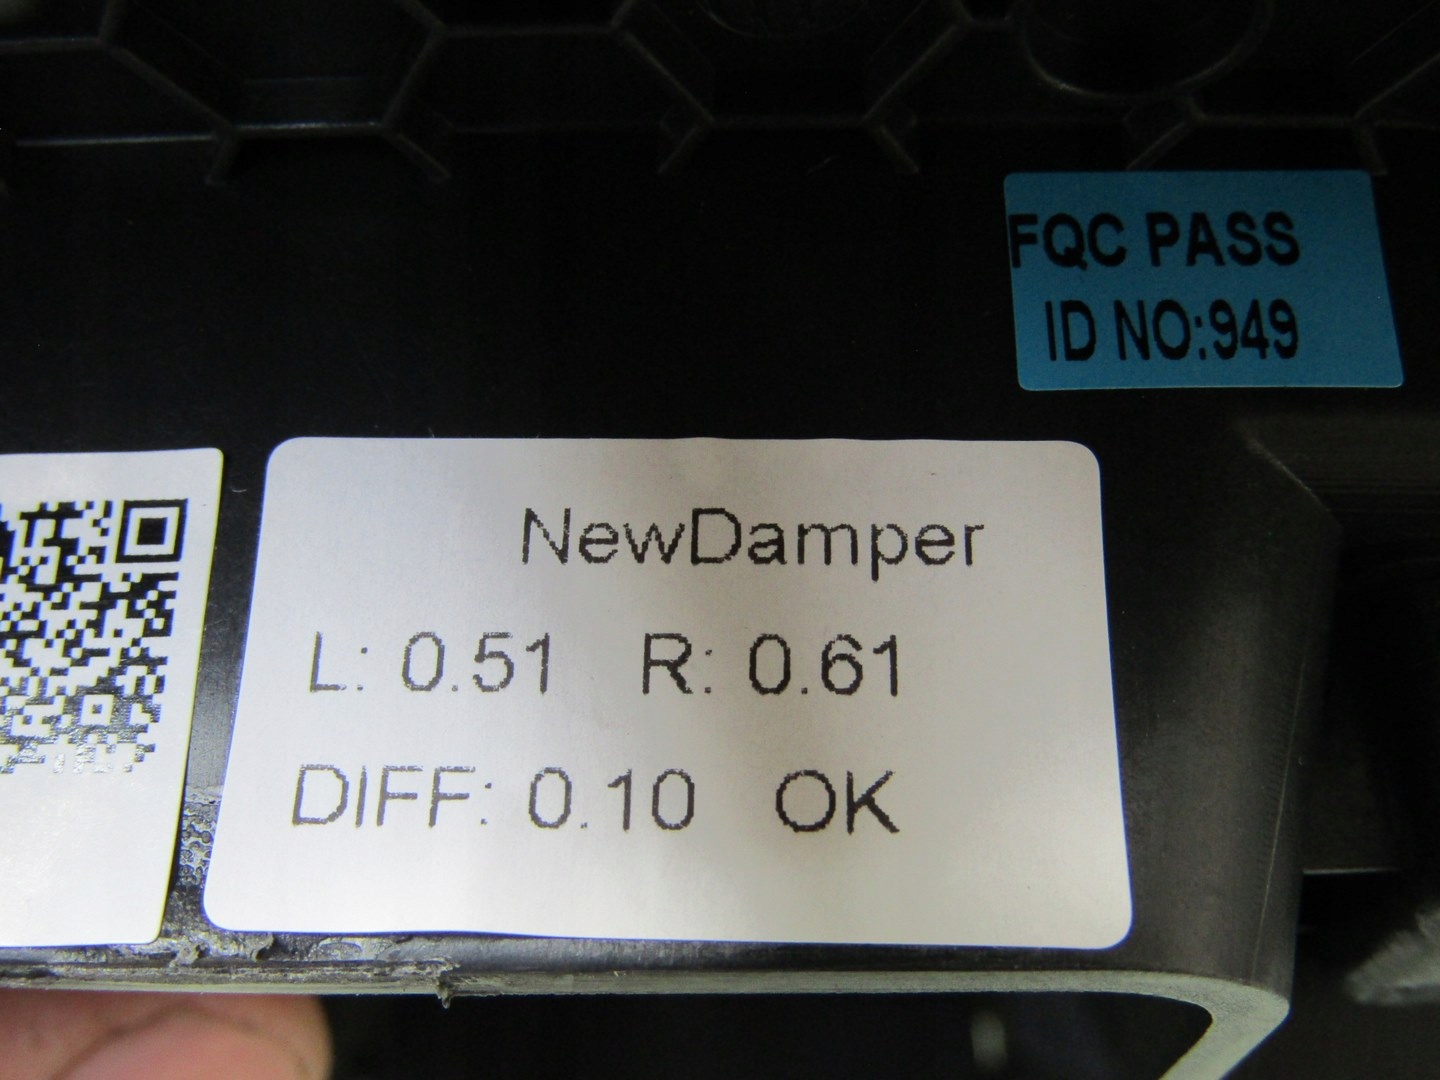 FQC PASS
ID NO:949
NewDamper
L: 0.51 R: 0.61
DIFF: 0.10 OK